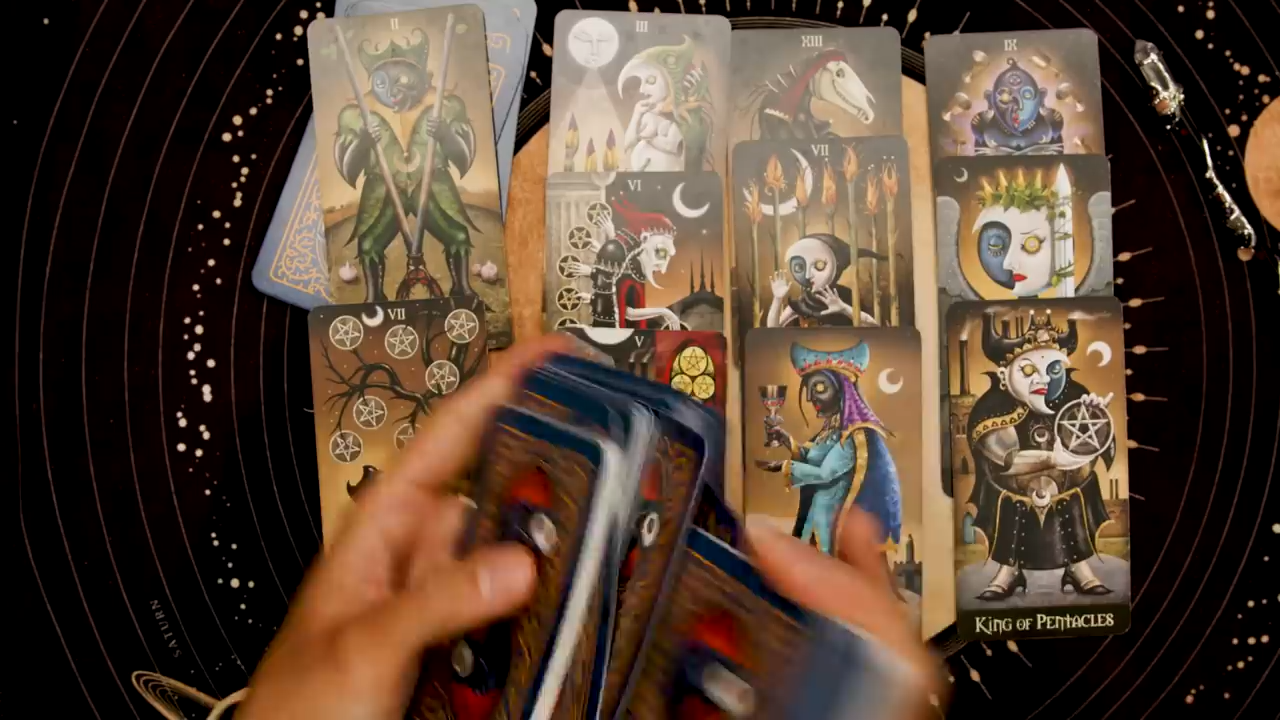 II
III
XIII
IX
VII
VI
VII
V
KING OF PENTACLES
SATURN